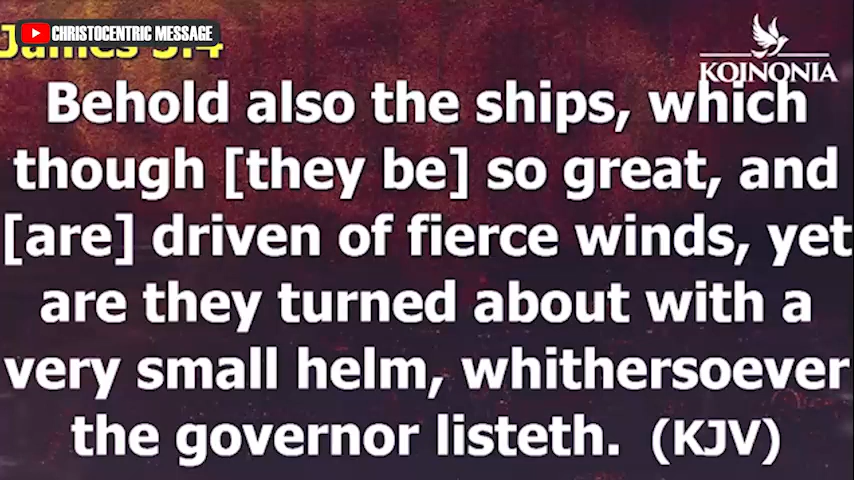 CHRISTOCENTRIC MESSAGE
KOINONIA
Behold also the ships, which
though [they be] so great, and
[are] driven of fierce winds, yet
are they turned about with a
very small helm, whithersoever
the governor listeth. (KJV)